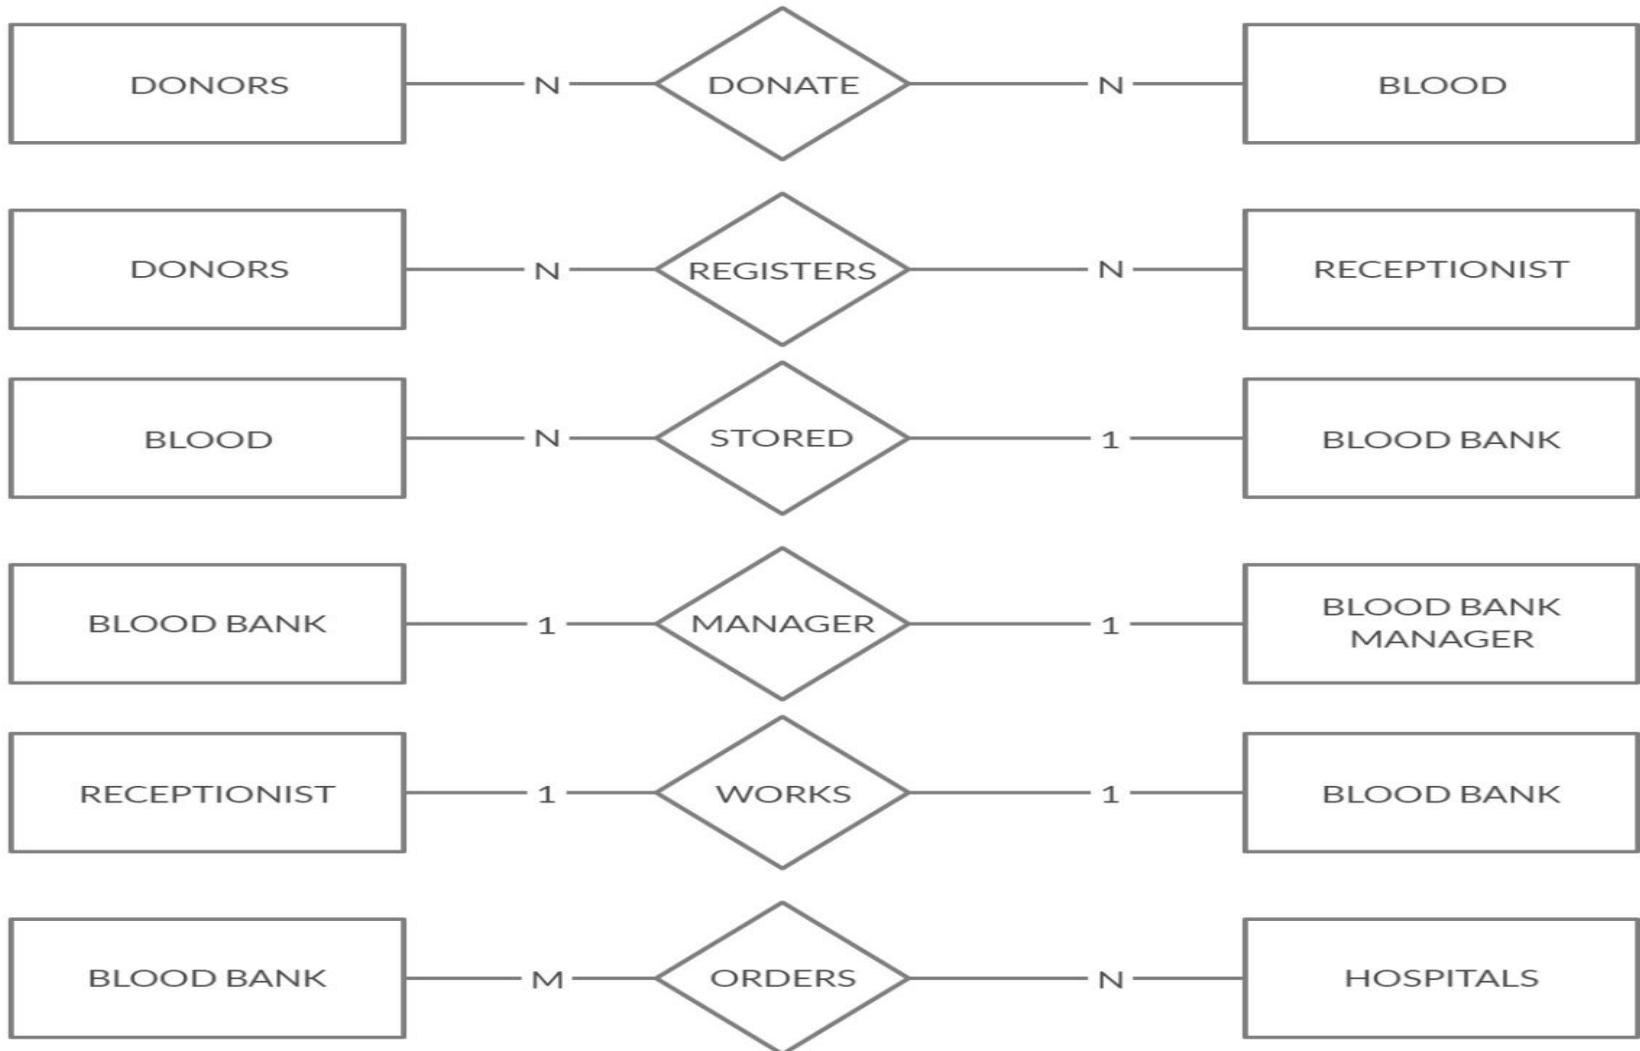 DONORS N DONATE N BLOOD
DONORS N REGISTERS N RECEPTIONIST
BLOOD N STORED 1 BLOOD BANK
BLOOD BANK 1 MANAGER 1 BLOOD BANK
MANAGER
RECEPTIONIST 1 WORKS 1 BLOOD BANK
BLOOD BANK M ORDERS N HOSPITALS